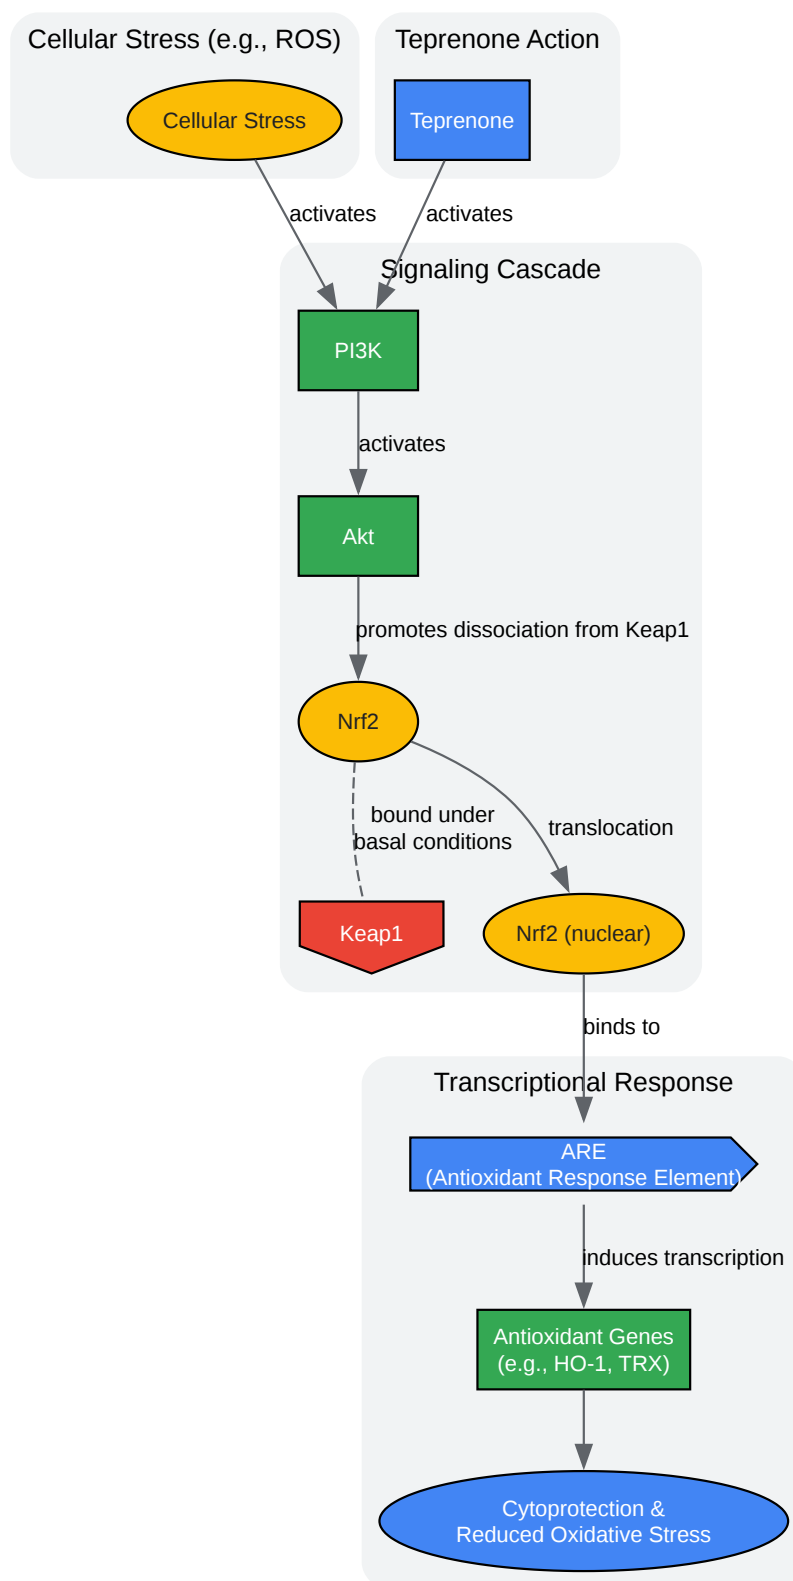 Cellular Stress (e.g., ROS)
Teprenone Action
Cellular Stress
Teprenone
activates
activates
Signaling Cascade
PI3K
activates
Akt
promotes dissociation from Keap1
Nrf2
bound under
basal conditions
translocation
Keap1
Nrf2 (nuclear)
binds to
Transcriptional Response
ARE
(Antioxidant Response Element)
induces transcription
Antioxidant Genes
(e.g., HO-1, TRX)
Cytoprotection &
Reduced Oxidative Stress